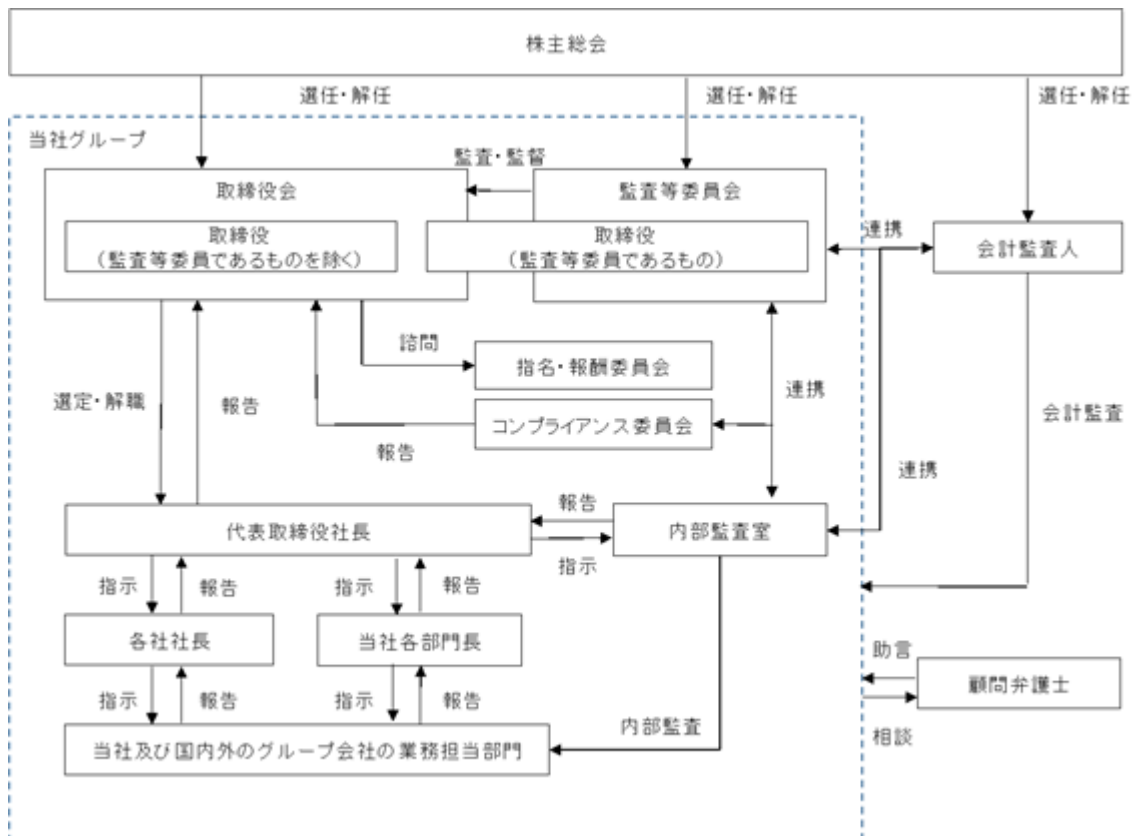 株主総会
選任・解任
選任・解任
選任・解任
当社グループ
監査・監督
取締役会
監査等委員会
取締役
（監査等委員であるものを除く）
取締役
（監査等委員であるもの）
連携
会計監査人
諮問
指名・報酬委員会
選定・解職
報告
連携
コンプライアンス委員会
会計監査
報告
連携
報告
代表取締役社長
内部監査室
指示
指示
報告
指示
報告
各社社長
当社各部門長
助言
顧問弁護士
指示
報告
指示
報告
内部監査
相談
当社及び国内外のグループ会社の業務担当部門